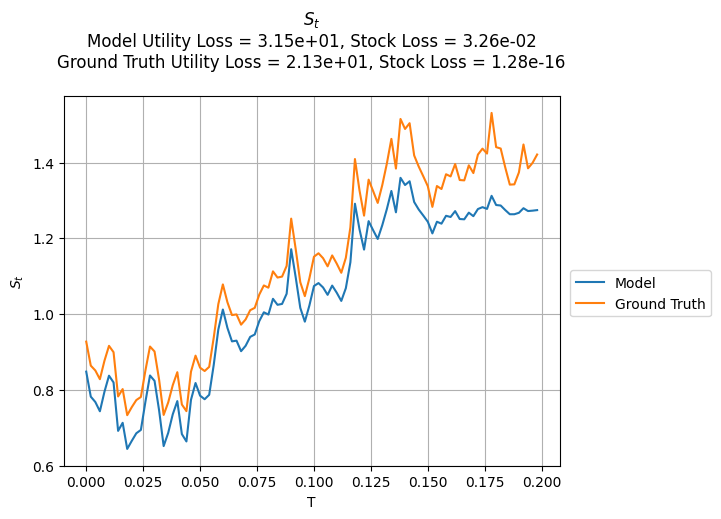 S_t
Model Utility Loss = 3.15e+01, Stock Loss = 3.26e-02
Ground Truth Utility Loss = 2.13e+01, Stock Loss = 1.28e-16
1.4
1.2
1.0
0.8
0.6
S_t
0.000 0.025 0.050 0.075 0.100 0.125 0.150 0.175 0.200
T
Model
Ground Truth